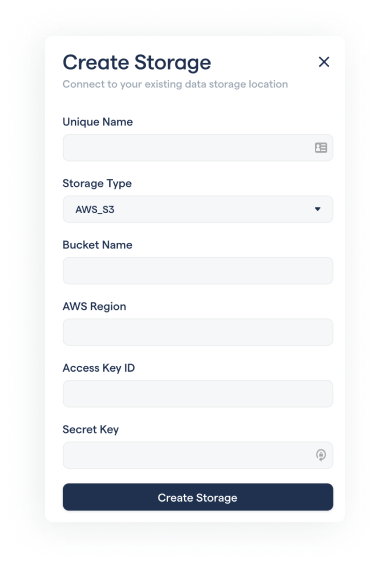 Create Storage
Connect to your existing data storage location
Unique Name
Storage Type
AWS_S3
Bucket Name
AWS Region
Access Key ID
Secret Key
Create Storage